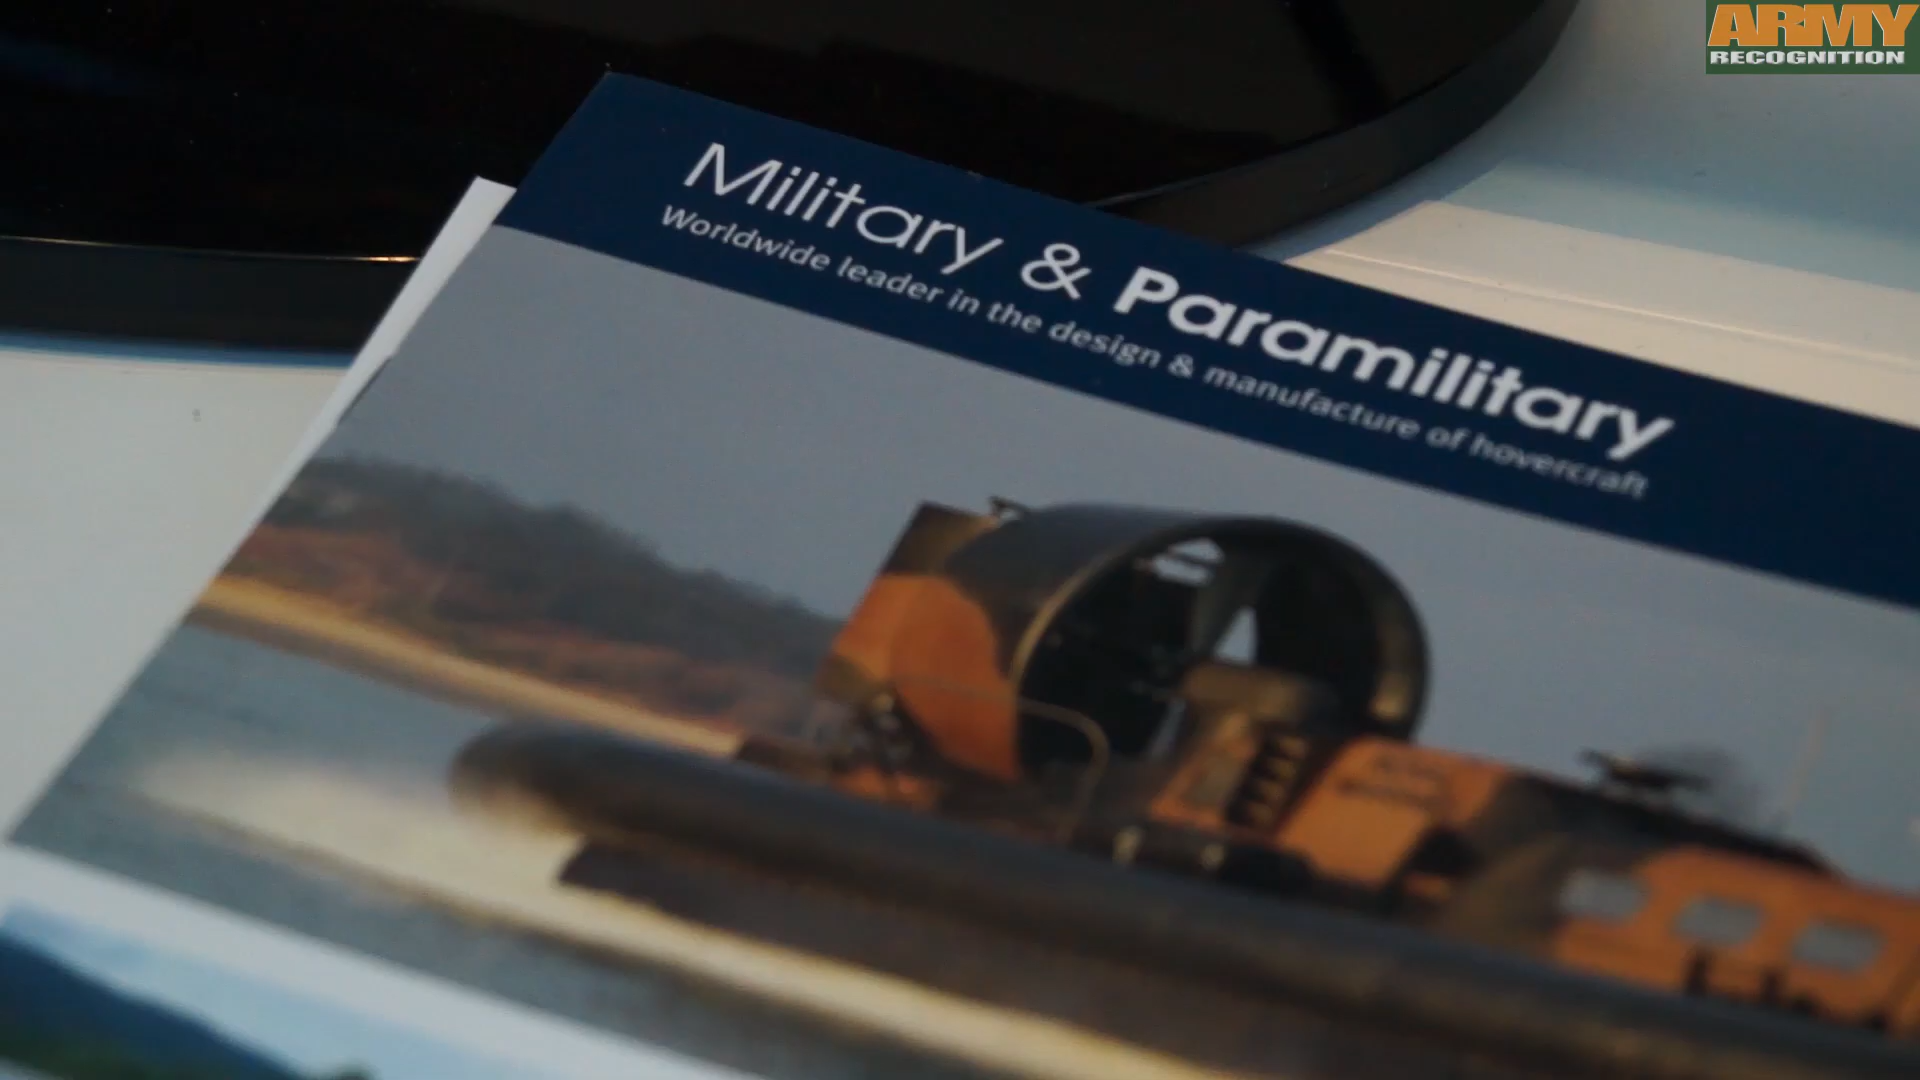 ARMY
RECOGNITION
Military & Paramilitary
Worldwide leader in the design & manufacture of hovercraft